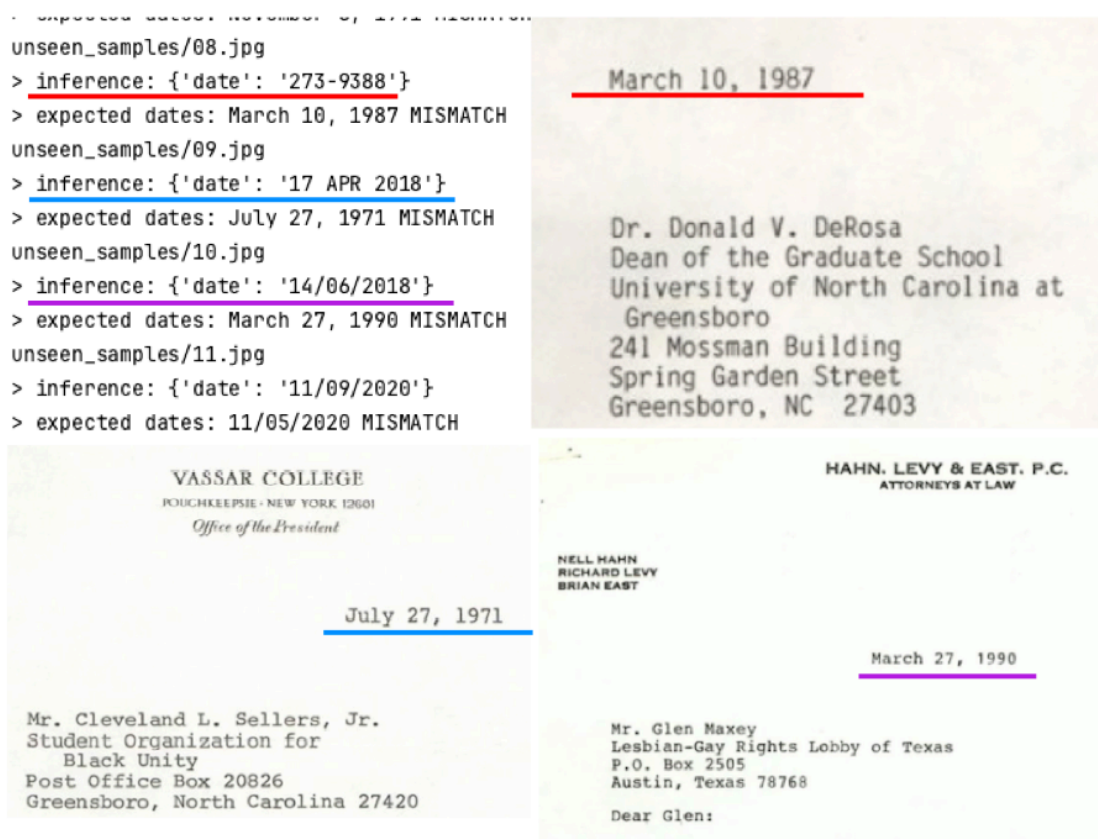 unseen_samples/08.jpg
> inference: {'date': '273-9388'}
> expected dates: March 10, 1987 MISMATCH
unseen_samples/09.jpg
> inference: {'date': '17 APR 2018'}
> expected dates: July 27, 1971 MISMATCH
unseen_samples/10.jpg
> inference: {'date': '14/06/2018'}
> expected dates: March 27, 1990 MISMATCH
unseen_samples/11.jpg
> inference: {'date': '11/09/2020'}
> expected dates: 11/05/2020 MISMATCH
March 10, 1987
Dr. Donald V. DeRosa
Dean of the Graduate School
University of North Carolina at
Greensboro
241 Mossman Building
Spring Garden Street
Greensboro, NC 27403
VASSAR COLLEGE
POUGHKEEPSIE · NEW YORK 12601
Office of the President
July 27, 1971
Mr. Cleveland L. Sellers, Jr.
Student Organization for
Black Unity
Post Office Box 20826
Greensboro, North Carolina 27420
HAHN. LEVY & EAST. P.C.
ATTORNEYS AT LAW
NELL HAHN
RICHARD LEVY
BRIAN EAST
March 27, 1990
Mr. Glen Maxey
Lesbian-Gay Rights Lobby of Texas
P.O. Box 2505
Austin, Texas 78768
Dear Glen: